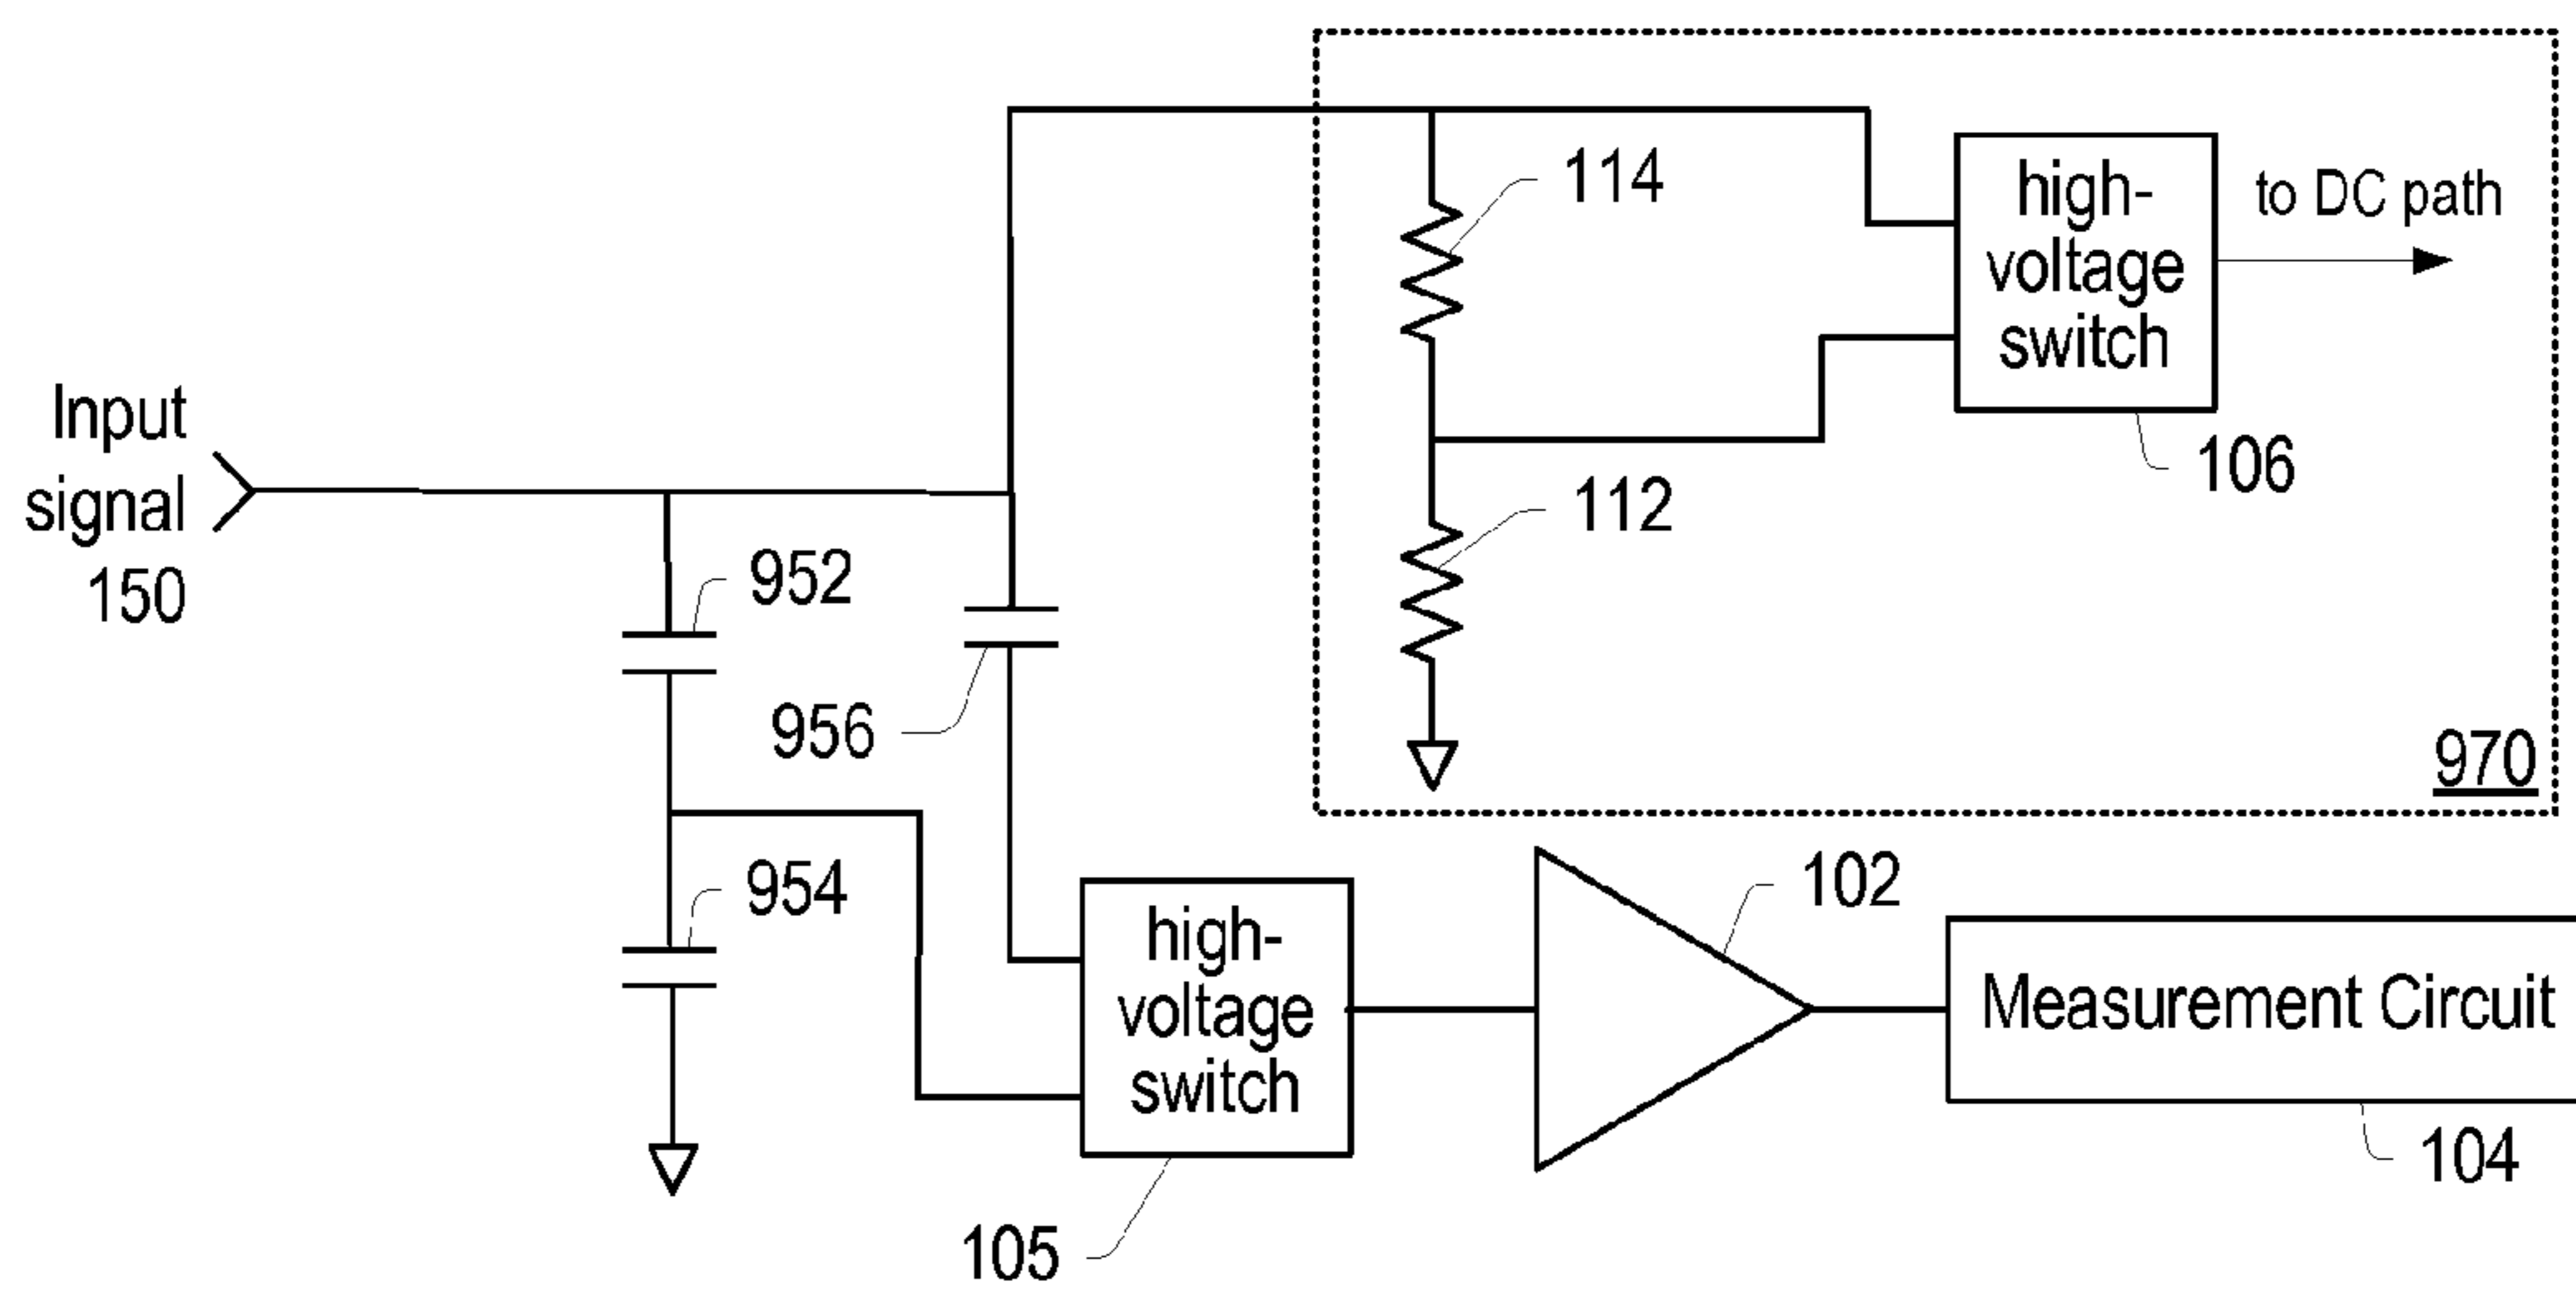 114
high-
voltage
switch
to DC path
106
112
Input
signal
150
952
956
970
954
high-
voltage
switch
102
Measurement Circuit
104
105